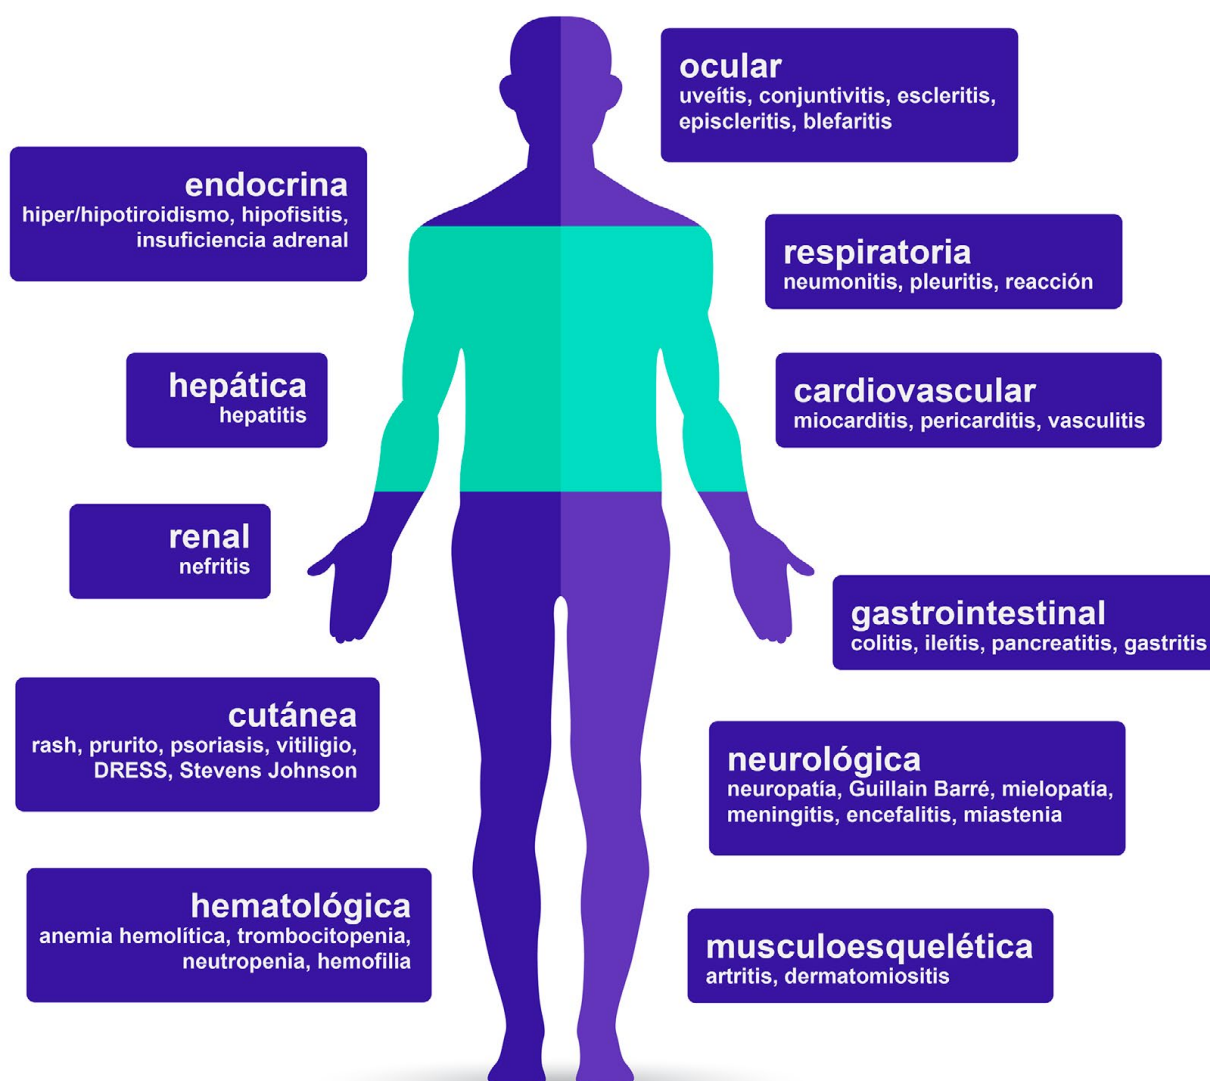 ocular
uveítis, conjuntivitis, escleritis,
episcleritis, blefaritis
endocrina
hiper/hipotiroidismo, hipofisitis,
insuficiencia adrenal
respiratoria
neumonitis, pleuritis, reacción
hepática
hepatitis
cardiovascular
miocarditis, pericarditis, vasculitis
renal
nefritis
gastrointestinal
colitis, ileítis, pancreatitis, gastritis
cutánea
rash, prurito, psoriasis, vitiligio,
DRESS, Stevens Johnson
neurológica
neuropatía, Guillain Barré, mielopatía,
meningitis, encefalitis, miastenia
hematológica
anemia hemolítica, trombocitopenia,
neutropenia, hemofilia
musculoesquelética
artritis, dermatomiositis